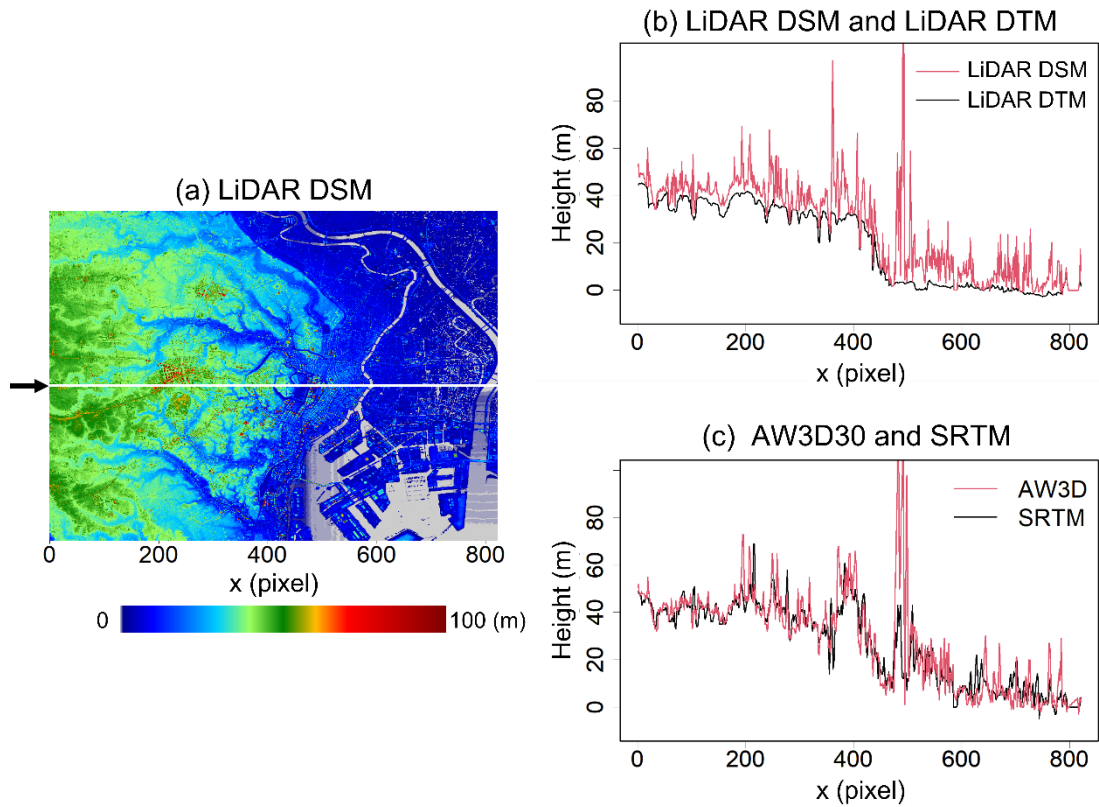 (a) LiDAR DSM
0 200 400 600 800
x (pixel)
0 100 (m)
(b) LiDAR DSM and LiDAR DTM
LiDAR DSM
LiDAR DTM
Height (m)
0 20 40 60 80
0 200 400 600 800
x (pixel)
(c) AW3D30 and SRTM
AW3D
SRTM
Height (m)
0 20 40 60 80
0 200 400 600 800
x (pixel)